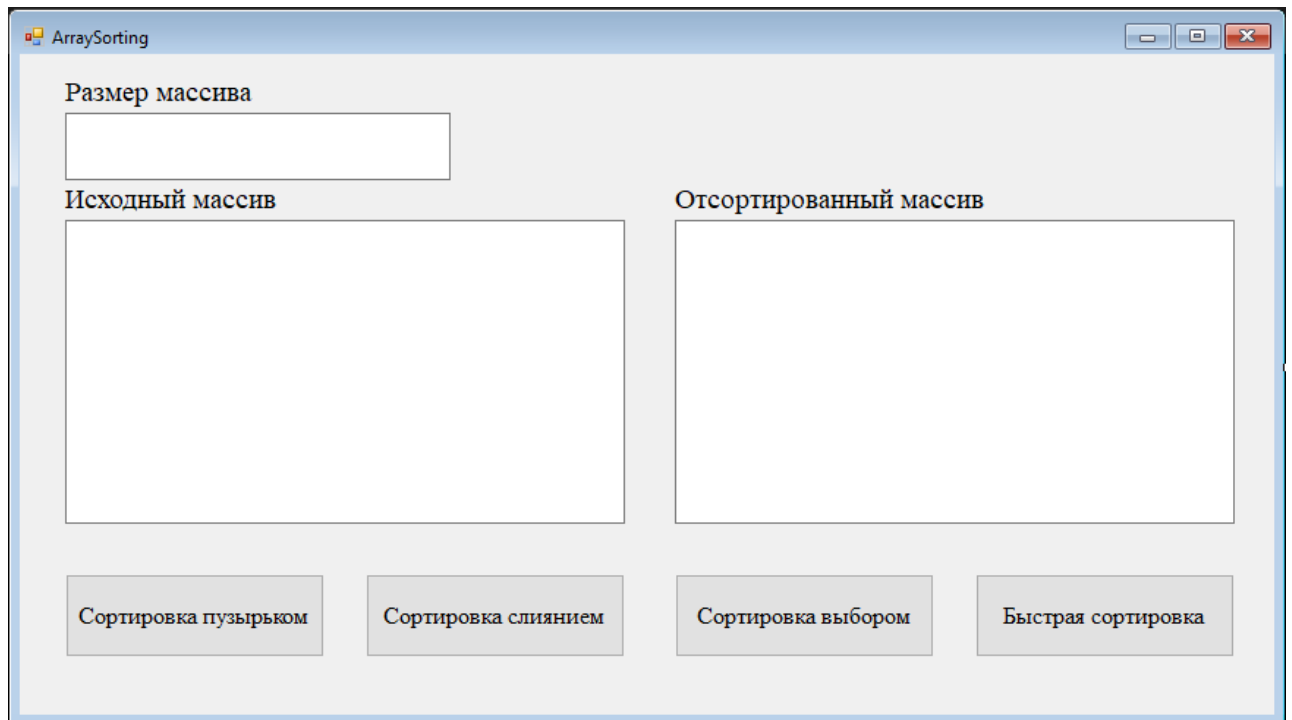 ArraySorting
Размер массива
Исходный массив
Отсортированный массив
Сортировка пузырьком
Сортировка слиянием
Сортировка выбором
Быстрая сортировка